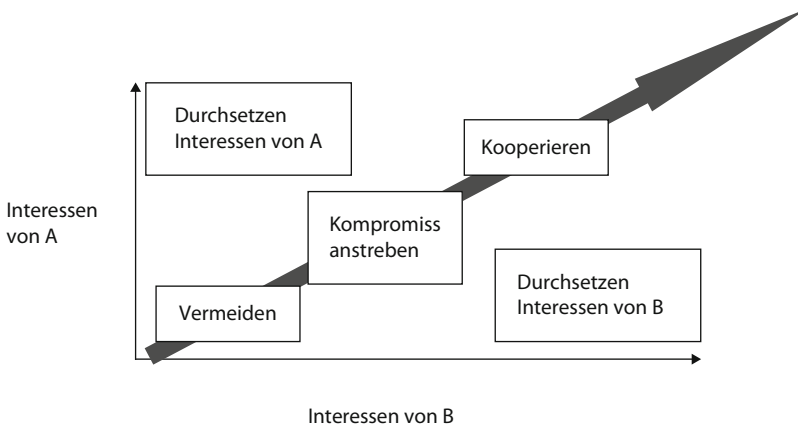 Durchsetzen
Interessen von A
Kooperieren
Interessen
von A
Kompromiss
anstreben
Durchsetzen
Interessen von B
Vermeiden
Interessen von B